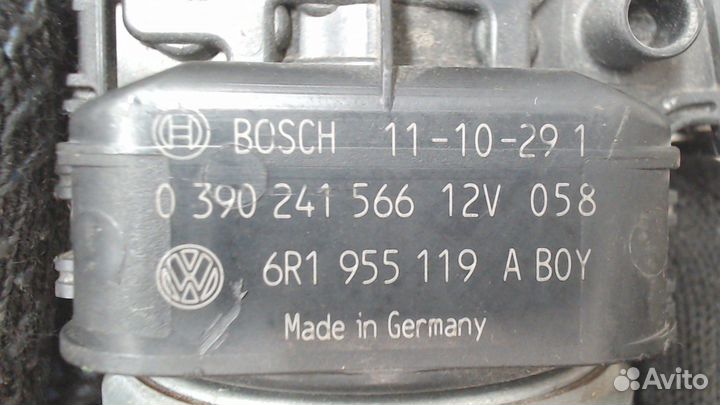 BOSCH 11-10-29 1
0 390 241 566 12V 058
VW 6R1 955 119 A BOY
Made in Germany
Avito